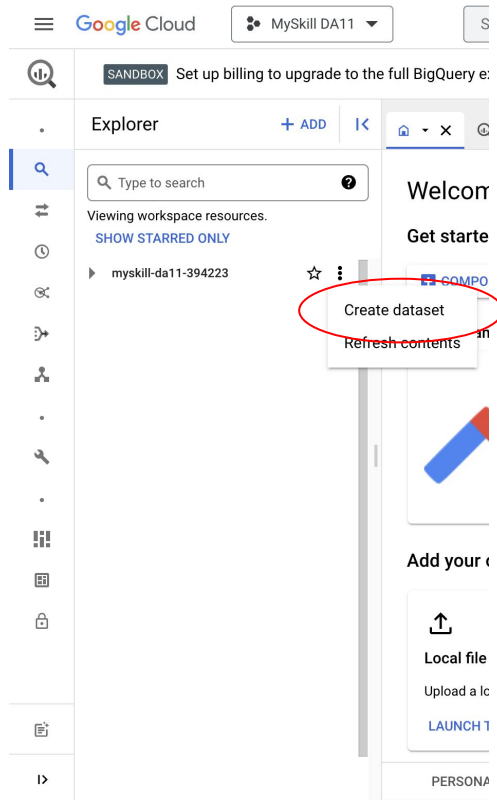 Google Cloud
MySkill DA11
S
SANDBOX Set up billing to upgrade to the full BigQuery e
Explorer
+ ADD
Type to search
Viewing workspace resources.
SHOW STARRED ONLY
myskill-da11-394223
Create dataset
Refresh contents
Welcom
Get starte
COMPO
an
Add your
Local file
Upload a lo
LAUNCH T
PERSONA